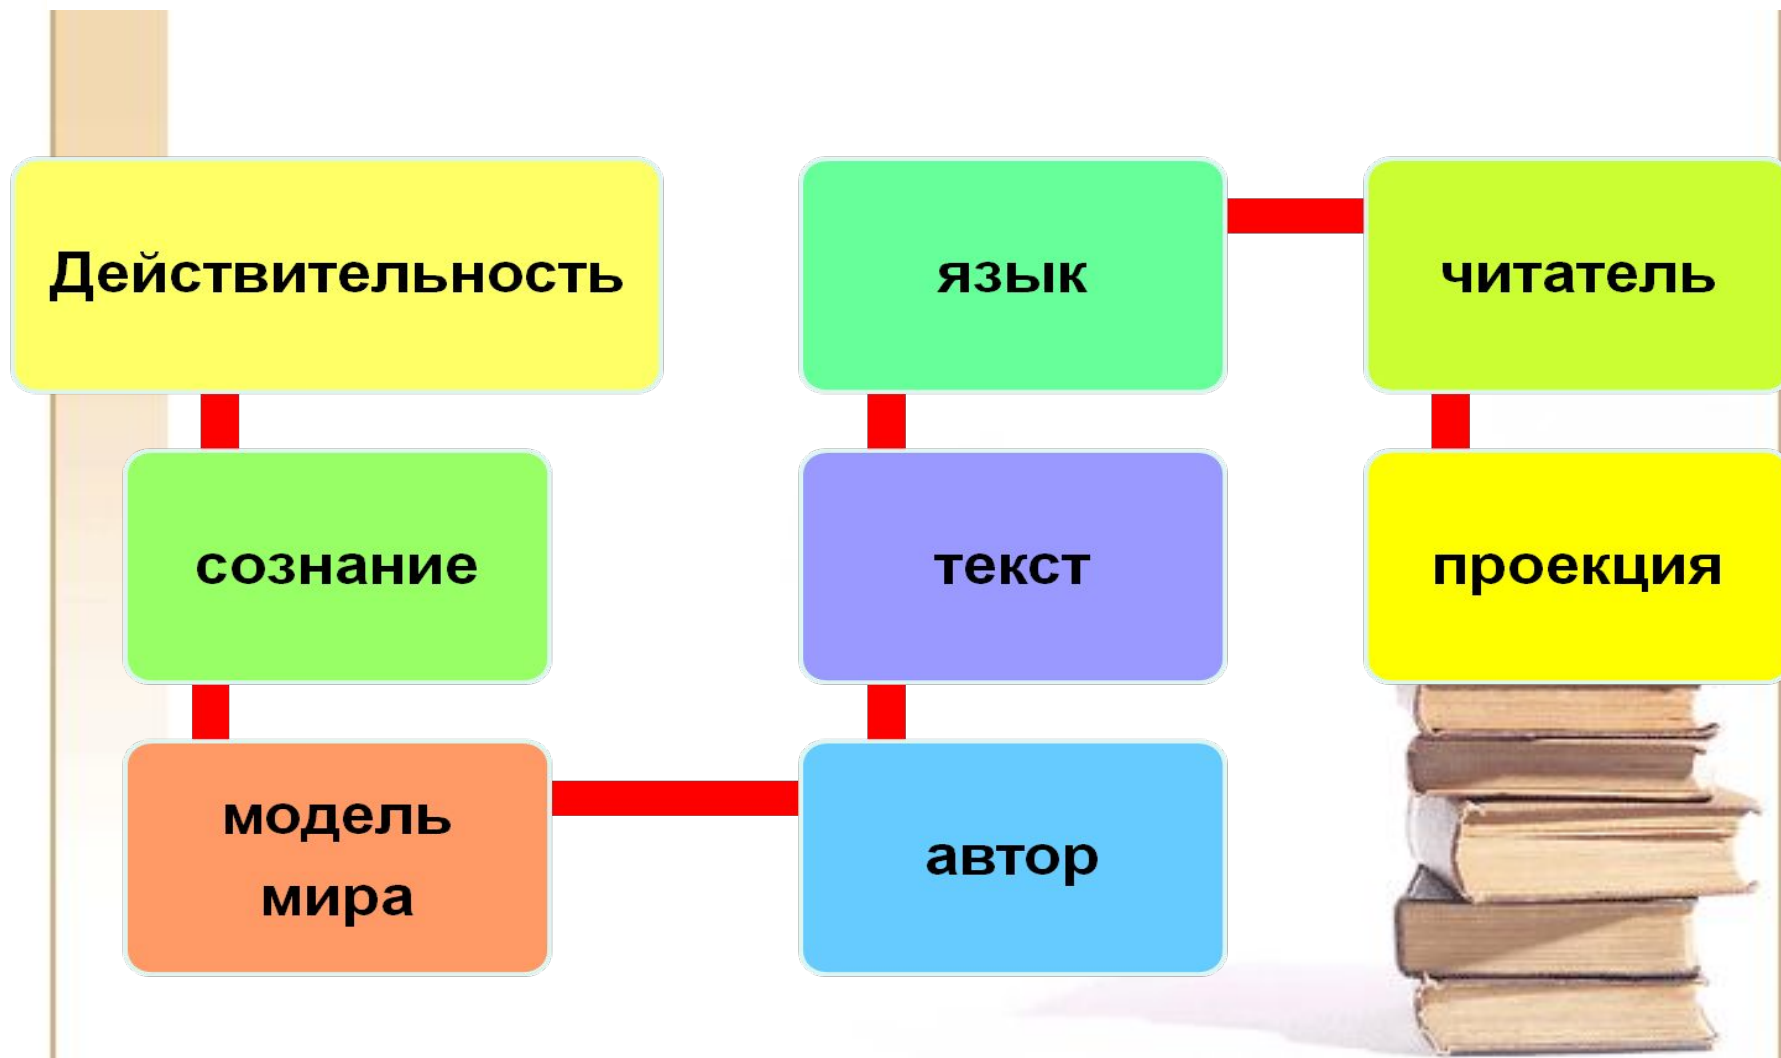 Действительность
сознание
модель
мира
автор
текст
язык
читатель
проекция